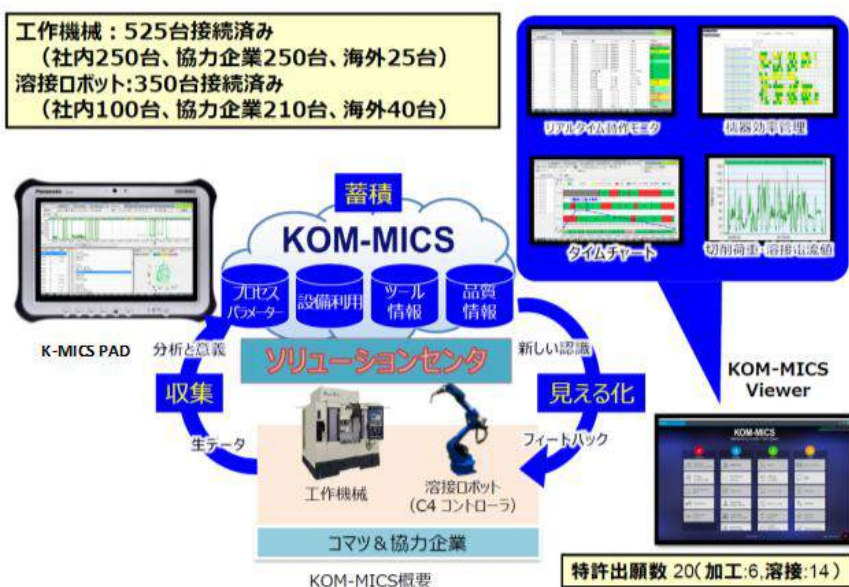 工作機械：525台接続済み
（社内250台、協力企業250台、海外25台）
溶接ロボット:350台接続済み
（社内100台、協力企業210台、海外40台）
リアルタイム動作モニタ
機器効率管理
タイムチャート
切削荷重・溶接電流値
蓄積
KOM-MICS
プロセス
パラメーター
設備利用
ツール
情報
品質
情報
K-MICS PAD
分析と意義
ソリューションセンタ
新しい認識
収集
見える化
生データ
フィードバック
工作機械
溶接ロボット
（C4 コントローラ）
コマツ＆協力企業
KOM-MICS概要
KOM-MICS
Viewer
KOM-MICS
特許出願数 20（加工:6,溶接:14）